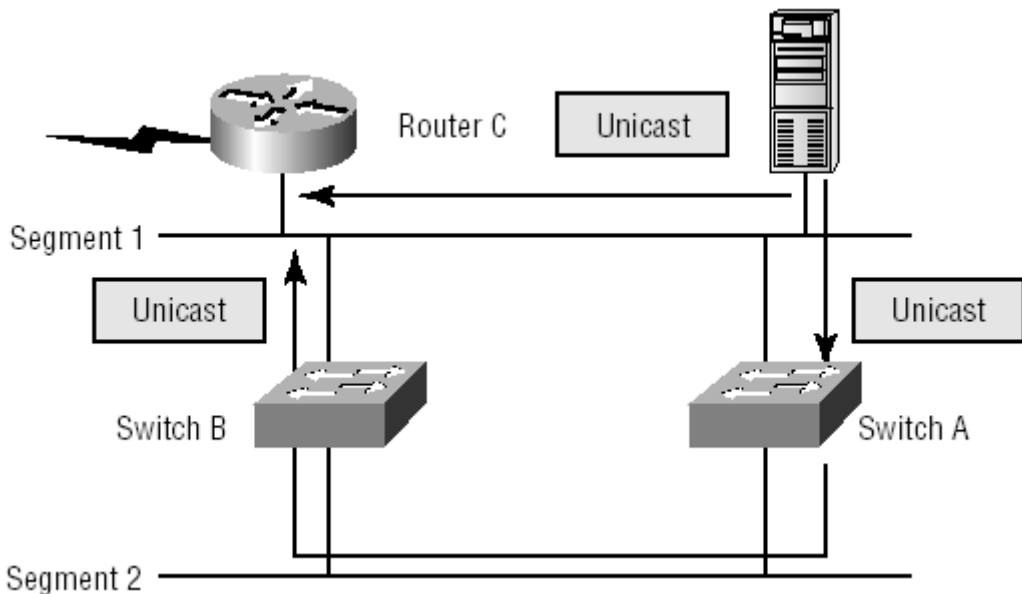 Router C
Unicast
Segment 1
Unicast
Unicast
Switch B
Switch A
Segment 2